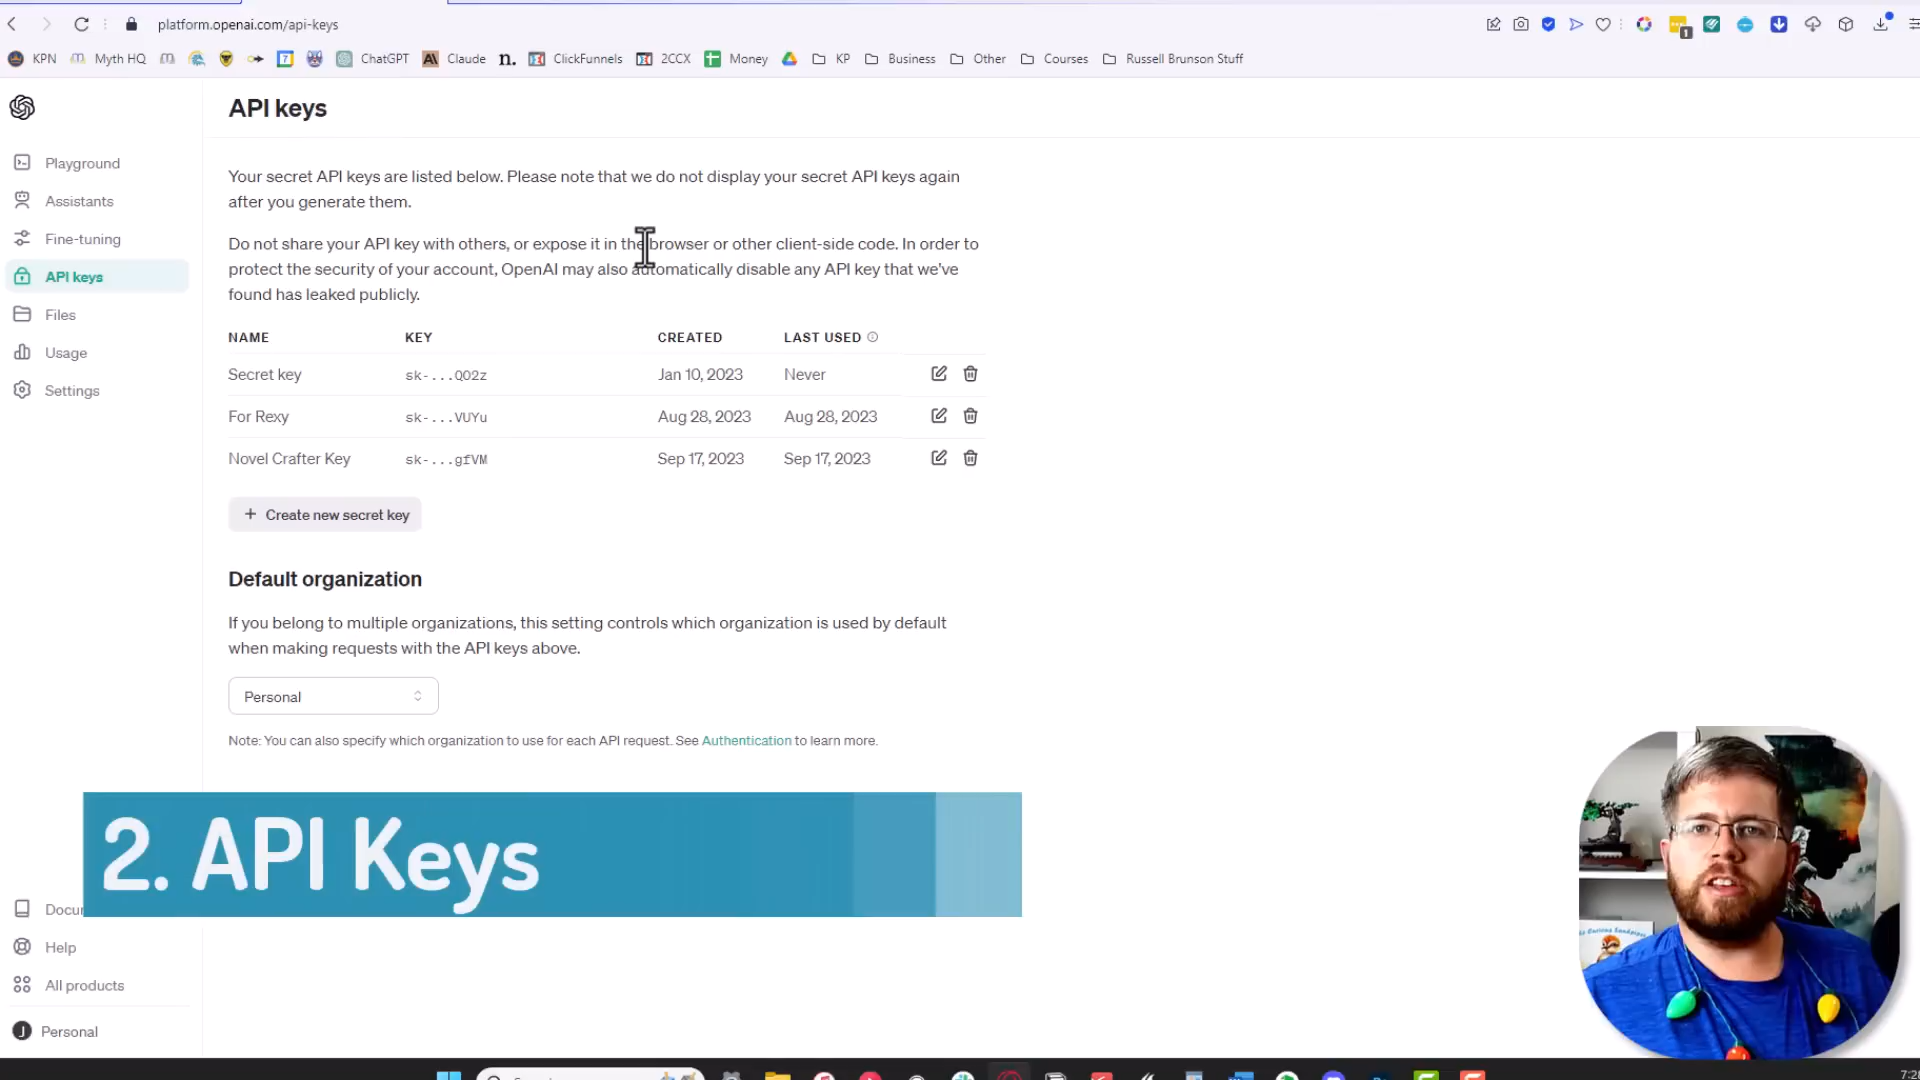 platform.openai.com/api-keys
KPN Myth HQ 7 ChatGPT Claude n. ClickFunnels 2CCX Money KP Business Other Courses Russell Brunson Stuff
1
API keys
Playground
Assistants
Fine-tuning
API keys
Files
Usage
Settings
Your secret API keys are listed below. Please note that we do not display your secret API keys again
after you generate them.
Do not share your API key with others, or expose it in the browser or other client-side code. In order to
protect the security of your account, OpenAI may also automatically disable any API key that we've
found has leaked publicly.
NAME KEY CREATED LAST USED
Secret key sk-...QO2z Jan 10, 2023 Never
For Rexy sk-...VUYu Aug 28, 2023 Aug 28, 2023
Novel Crafter Key sk-...gfVM Sep 17, 2023 Sep 17, 2023
+ Create new secret key
Default organization
If you belong to multiple organizations, this setting controls which organization is used by default
when making requests with the API keys above.
Personal
Note: You can also specify which organization to use for each API request. See Authentication to learn more.
2. API Keys
Docu
Help
All products
J Personal